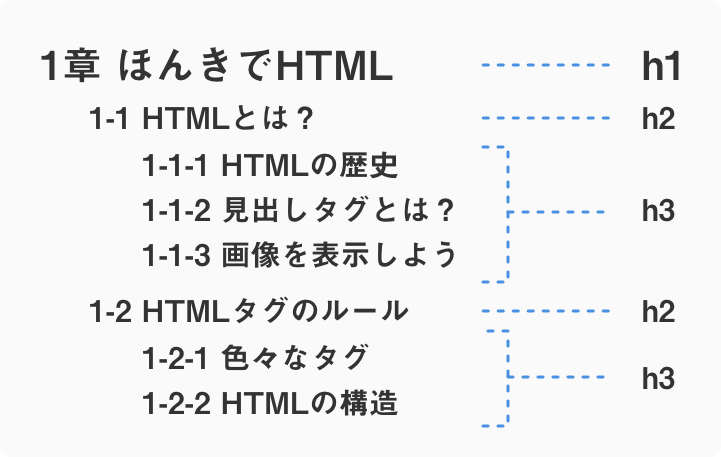 1章 ほんきでHTML h1
1-1 HTMLとは？ h2
1-1-1 HTMLの歴史
1-1-2 見出しタグとは？ h3
1-1-3 画像を表示しよう
1-2 HTMLタグのルール h2
1-2-1 色々なタグ h3
1-2-2 HTMLの構造